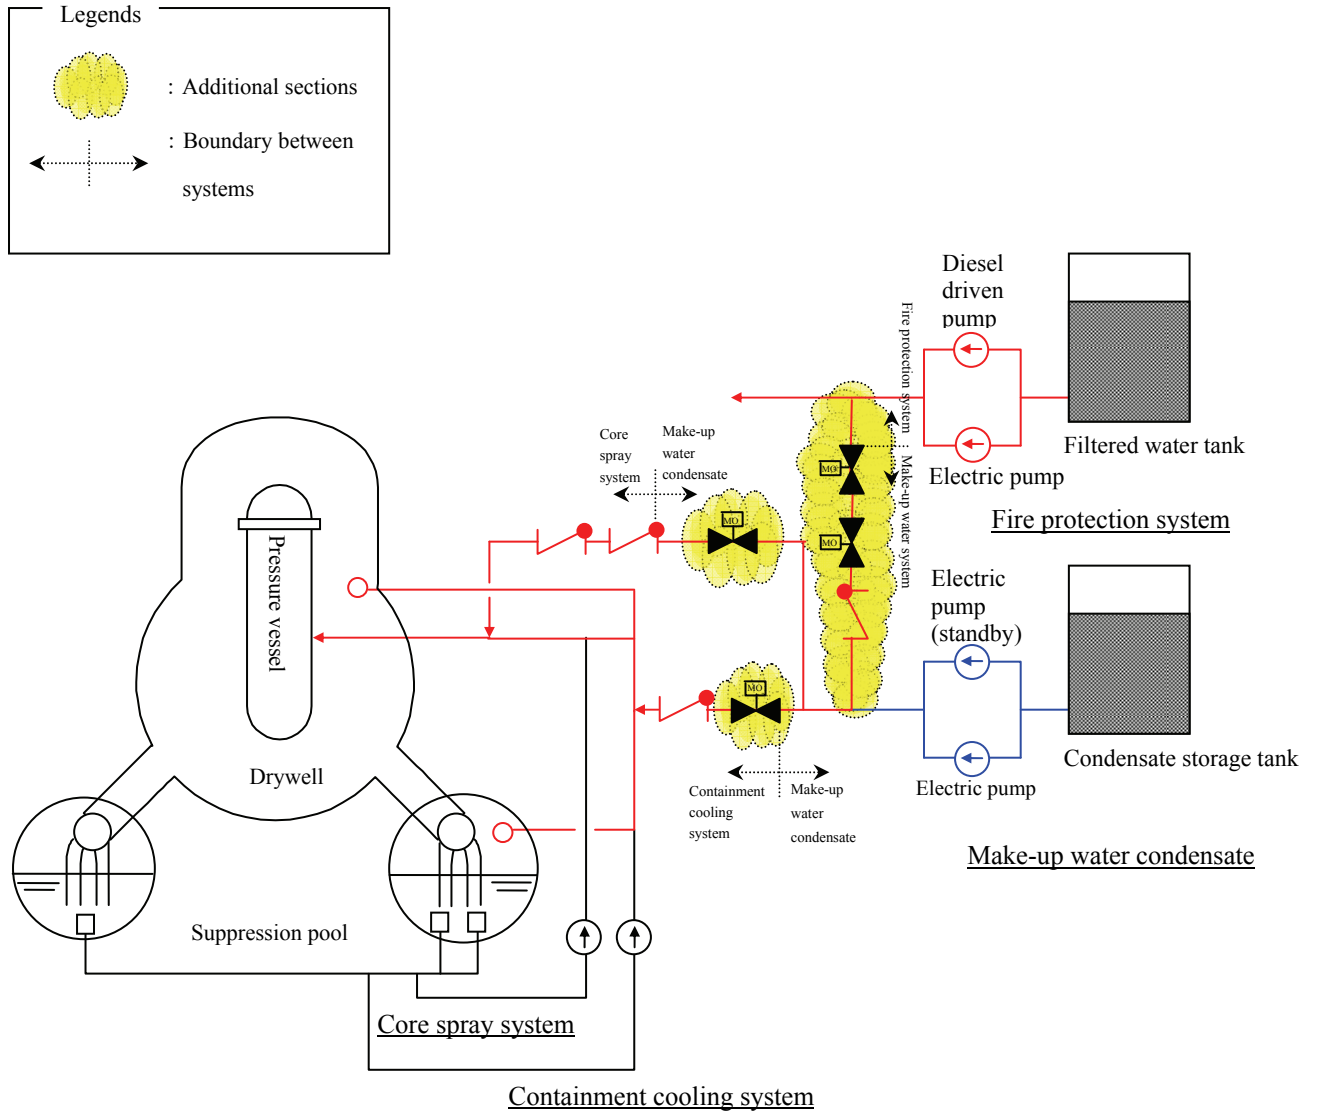 Legends
: Additional sections
: Boundary between
systems
Diesel
driven
pump
Fire protection system
Make-up water system
Filtered water tank
Electric pump
Fire protection system
Core
spray
system
Make-up
water
condensate
MO
MO
MO
Pressure vessel
Electric
pump
(standby)
MO
Condensate storage tank
Electric pump
Drywell
Containment
cooling
system
Make-up
water
condensate
Make-up water condensate
Suppression pool
Core spray system
Containment cooling system